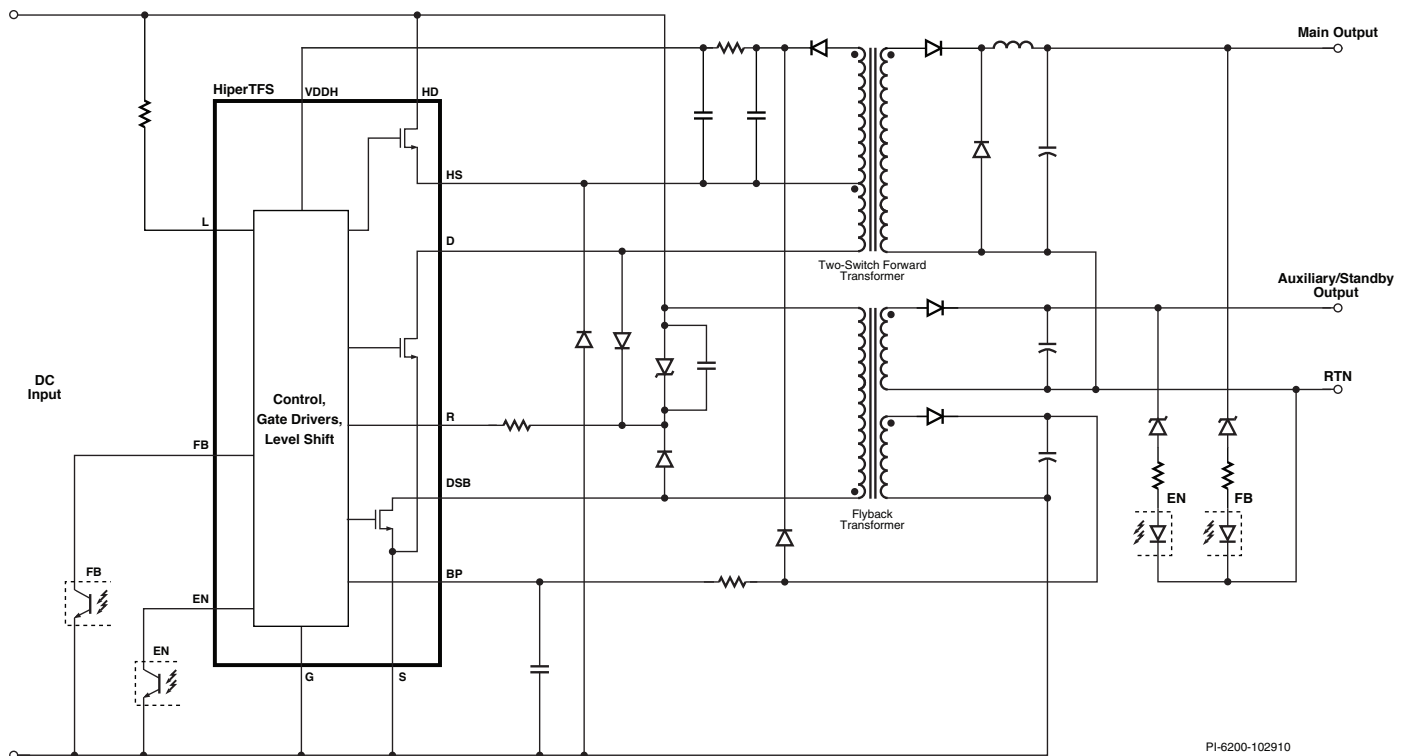 Main Output
HiperTFS
VDDH
HD
HS
L
D
Two-Switch Forward
Transformer
Auxiliary/Standby
Output
DC
Input
RTN
Control,
Gate Drivers,
Level Shift
R
FB
DSB
EN
FB
Flyback
Transformer
FB
BP
EN
EN
G
S
PI-6200-102910